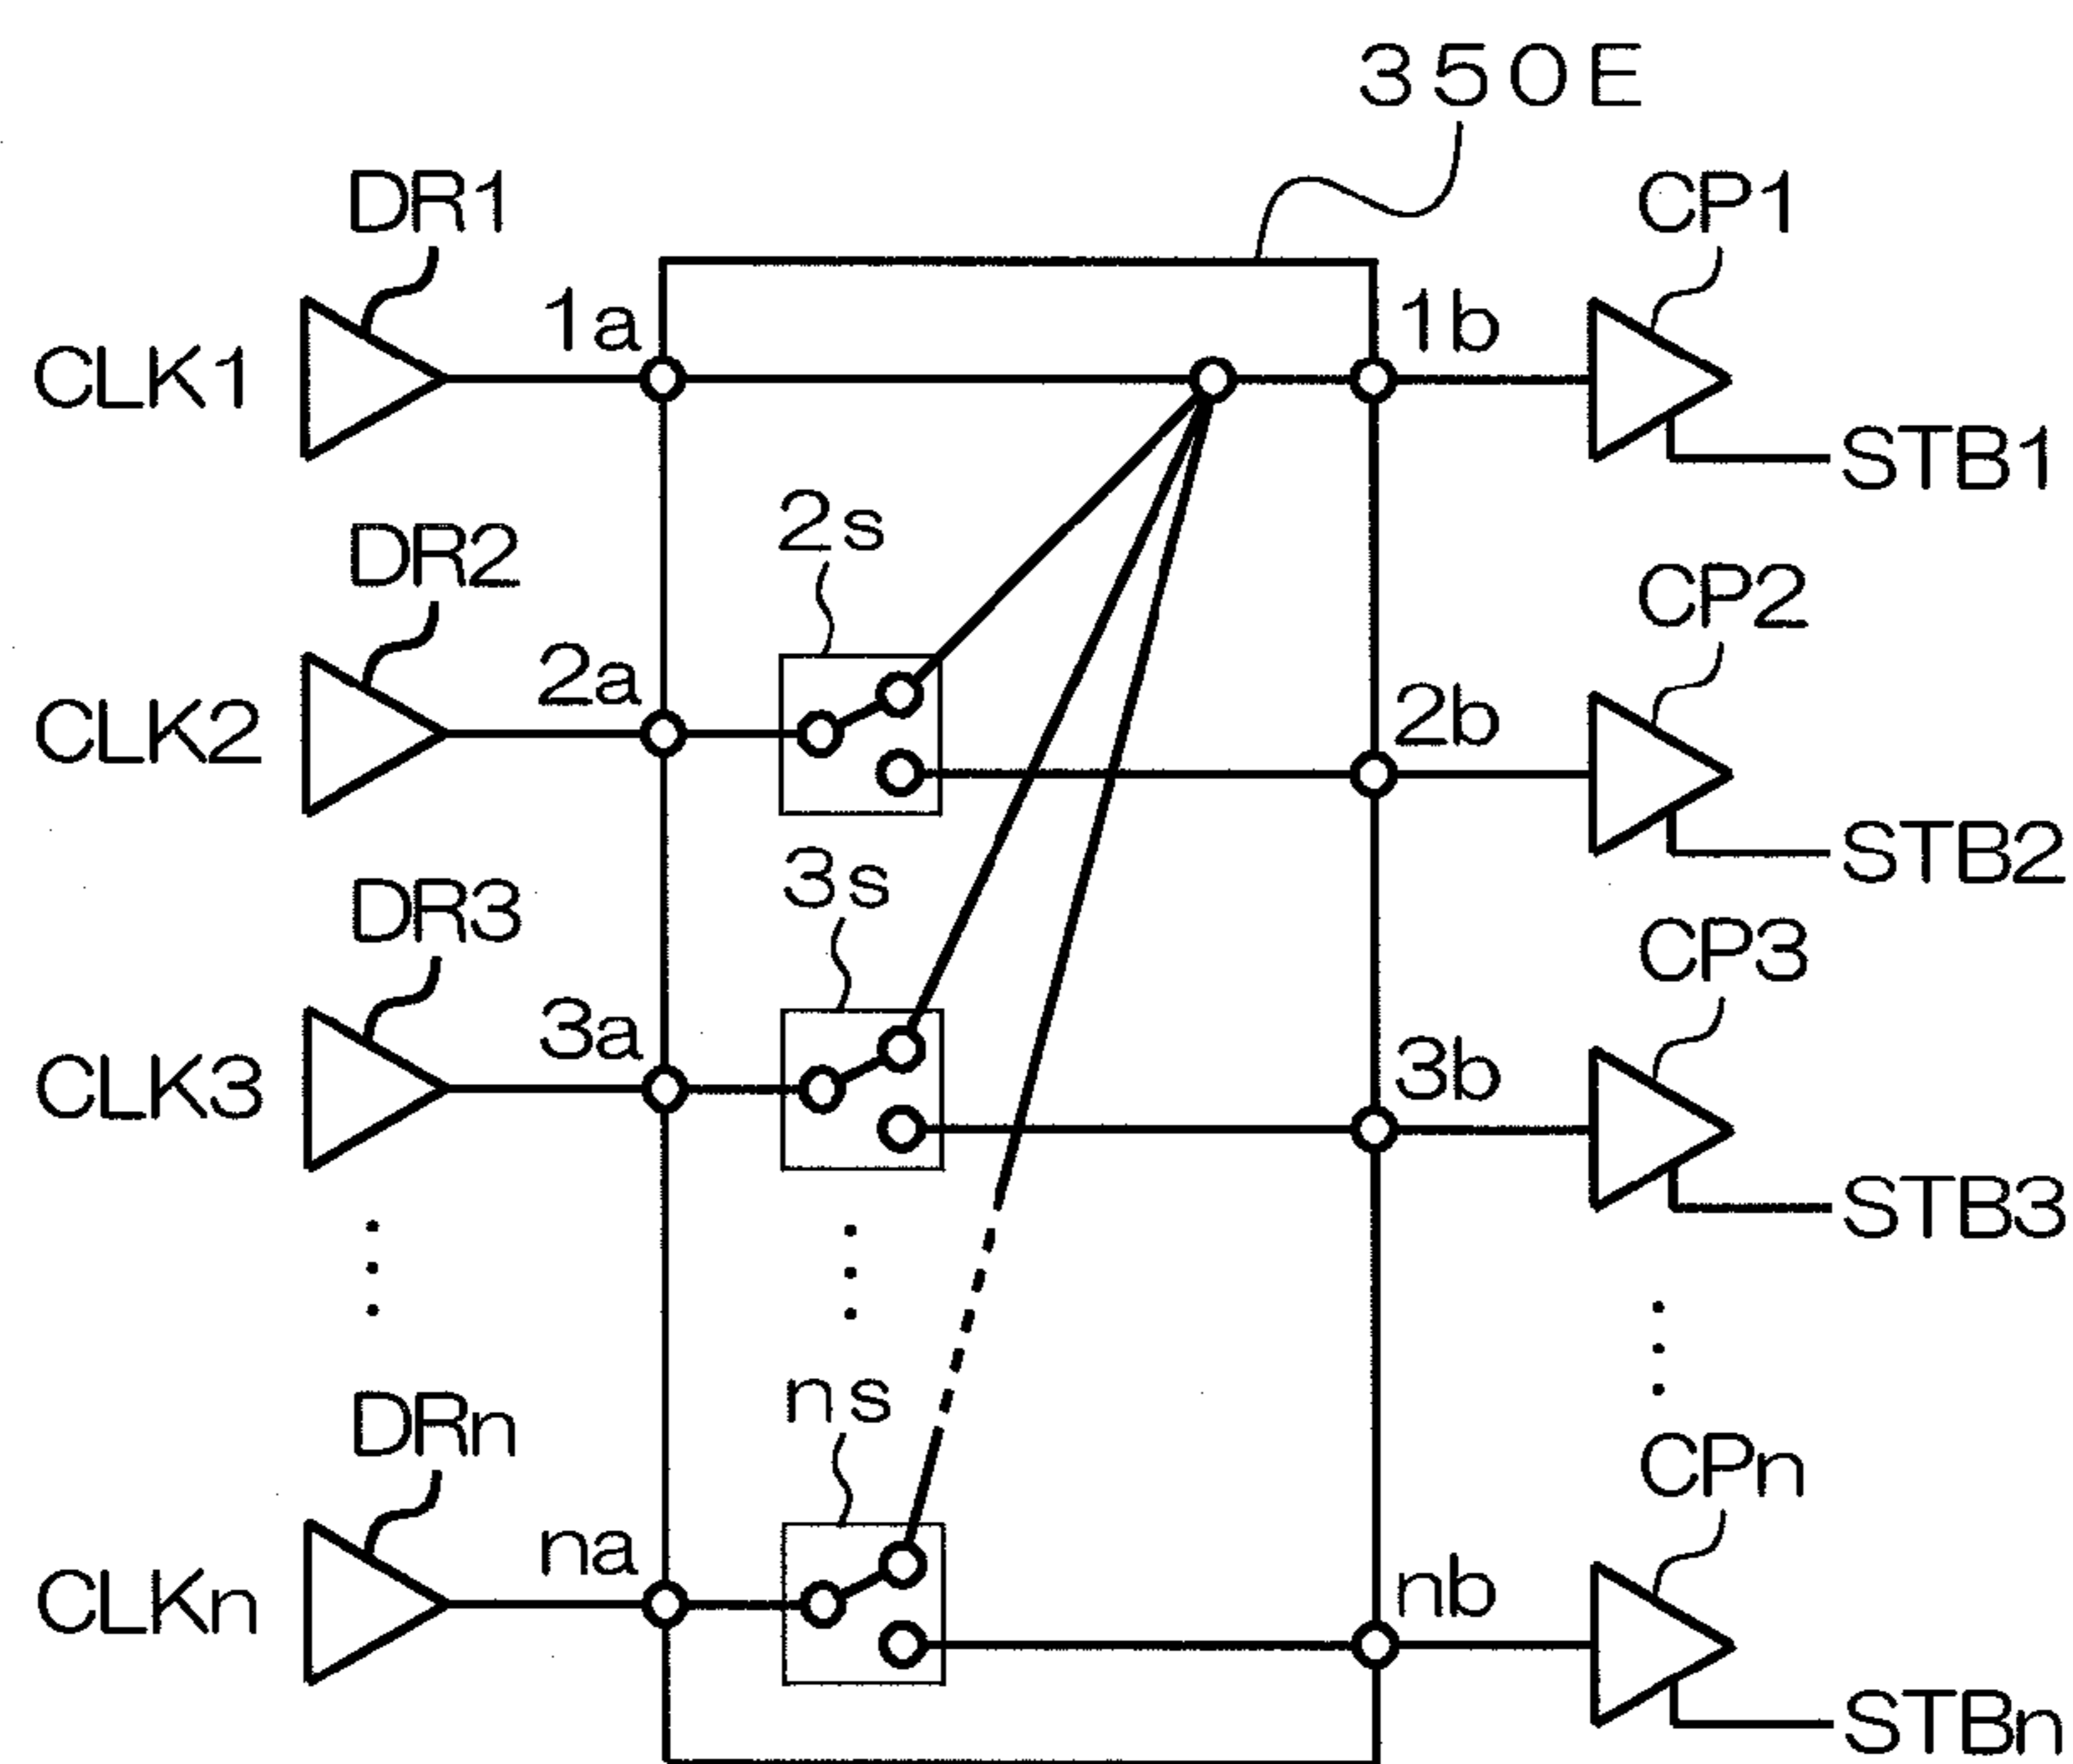 350E
DR1
CP1
1a
1b
CLK1
STB1
2s
DR2
CP2
2a
2b
CLK2
STB2
3s
DR3
CP3
3a
3b
CLK3
STB3
ns
DRn
CPn
na
nb
CLKn
STBn